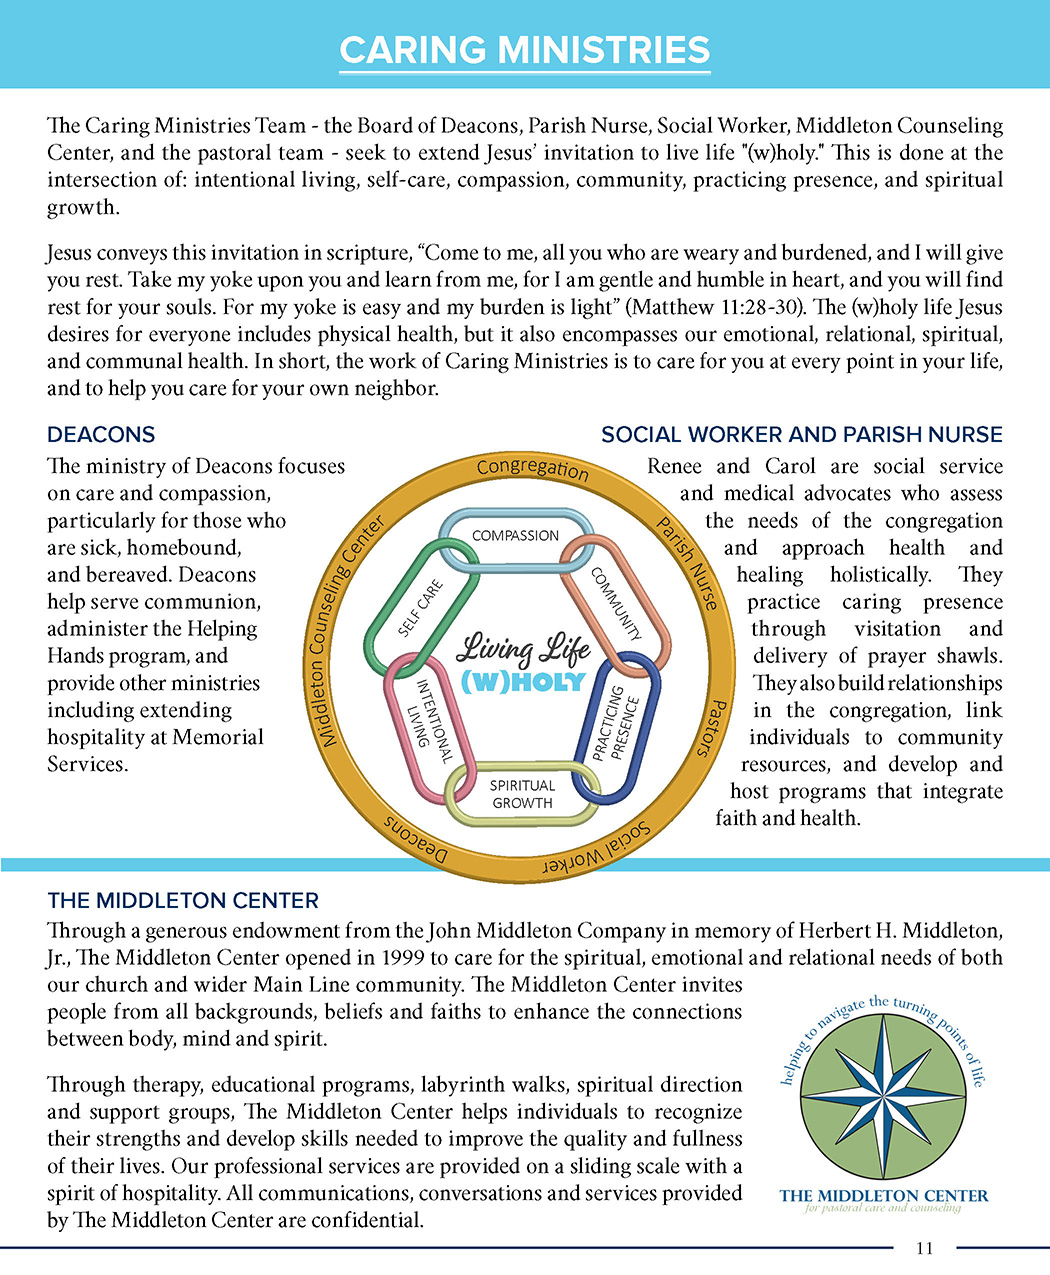 CARING MINISTRIES
The Caring Ministries Team - the Board of Deacons, Parish Nurse, Social Worker, Middleton Counseling
Center, and the pastoral team - seek to extend Jesus’ invitation to live life "(w)holy." This is done at the
intersection of: intentional living, self-care, compassion, community, practicing presence, and spiritual
growth.
Jesus conveys this invitation in scripture, “Come to me, all you who are weary and burdened, and I will give
you rest. Take my yoke upon you and learn from me, for I am gentle and humble in heart, and you will find
rest for your souls. For my yoke is easy and my burden is light” (Matthew 11:28-30). The (w)holy life Jesus
desires for everyone includes physical health, but it also encompasses our emotional, relational, spiritual,
and communal health. In short, the work of Caring Ministries is to care for you at every point in your life,
and to help you care for your own neighbor.
DEACONS
The ministry of Deacons focuses
on care and compassion,
particularly for those who
are sick, homebound,
and bereaved. Deacons
help serve communion,
administer the Helping
Hands program, and
provide other ministries
including extending
hospitality at Memorial
Services.
Congregation
Parish Nurse
Pastors
Social Worker
Deacons
Middleton Counseling Center
COMPASSION
COMMUNITY
PRACTICING
PRESENCE
SPIRITUAL
GROWTH
INTENTIONAL
LIVING
SELF CARE
Living Life
(W)HOLY
SOCIAL WORKER AND PARISH NURSE
Renee and Carol are social service
and medical advocates who assess
the needs of the congregation
and approach health and
healing holistically. They
practice caring presence
through visitation and
delivery of prayer shawls.
They also build relationships
in the congregation, link
individuals to community
resources, and develop and
host programs that integrate
faith and health.
THE MIDDLETON CENTER
Through a generous endowment from the John Middleton Company in memory of Herbert H. Middleton,
Jr., The Middleton Center opened in 1999 to care for the spiritual, emotional and relational needs of both
our church and wider Main Line community. The Middleton Center invites
people from all backgrounds, beliefs and faiths to enhance the connections
between body, mind and spirit.
Through therapy, educational programs, labyrinth walks, spiritual direction
and support groups, The Middleton Center helps individuals to recognize
their strengths and develop skills needed to improve the quality and fullness
of their lives. Our professional services are provided on a sliding scale with a
spirit of hospitality. All communications, conversations and services provided
by The Middleton Center are confidential.
helping to navigate the turning points of life
THE MIDDLETON CENTER
for pastoral care and counseling
11